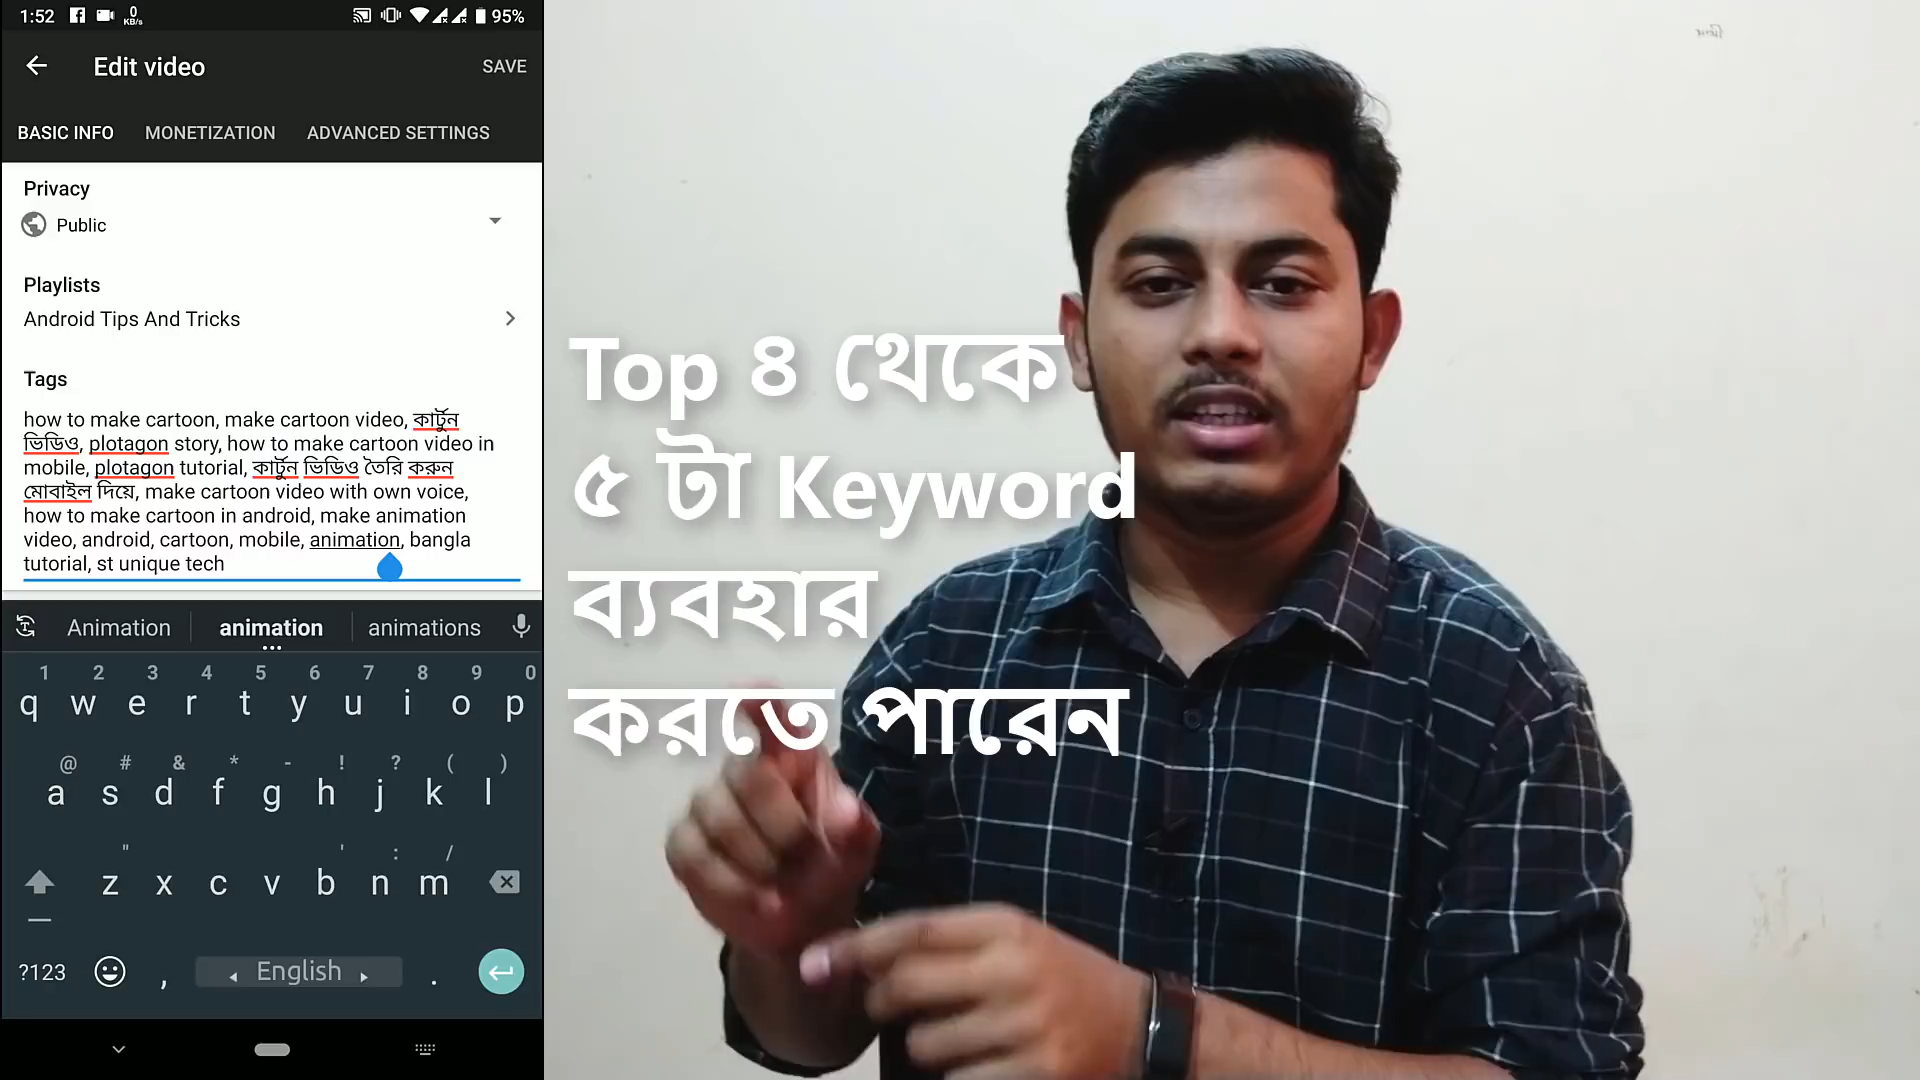 1:52 0 KB/s 95%
Edit video SAVE
BASIC INFO MONETIZATION ADVANCED SETTINGS
Privacy
Public
Playlists
Android Tips And Tricks
Tags
how to make cartoon, make cartoon video, কার্টুন
ভিডিও, plotagon story, how to make cartoon video in
mobile, plotagon tutorial, কার্টুন ভিডিও তৈরি করুন
মোবাইল দিয়ে, make cartoon video with own voice,
how to make cartoon in android, make animation
video, android, cartoon, mobile, animation, bangla
tutorial, st unique tech
Animation animation animations
1 2 3 4 5 6 7 8 9 0
q w e r t y u i o p
@ # & * - ! ? ( )
a s d f g h j k l
" ' : /
z x c v b n m
?123 , English .
Top ৪ থেকে
৫ টা Keyword
ব্যবহার
করতে পারেন